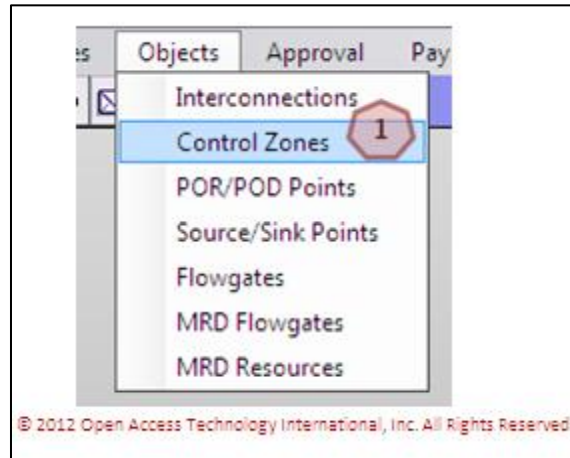 Objects Approval Pay
Interconnections
Control Zones 1
POR/POD Points
Source/Sink Points
Flowgates
MRD Flowgates
MRD Resources
© 2012 Open Access Technology International, Inc. All Rights Reserved